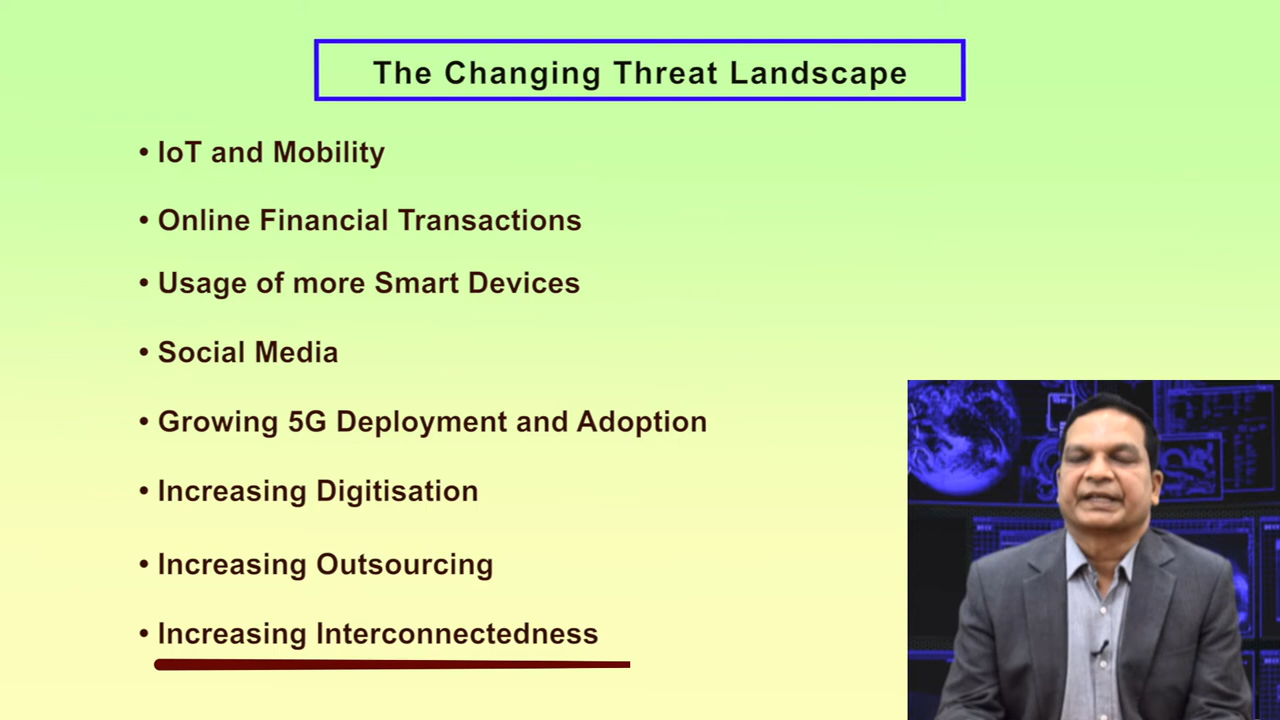 The Changing Threat Landscape
• IoT and Mobility
• Online Financial Transactions
• Usage of more Smart Devices
• Social Media
• Growing 5G Deployment and Adoption
• Increasing Digitisation
• Increasing Outsourcing
• Increasing Interconnectedness